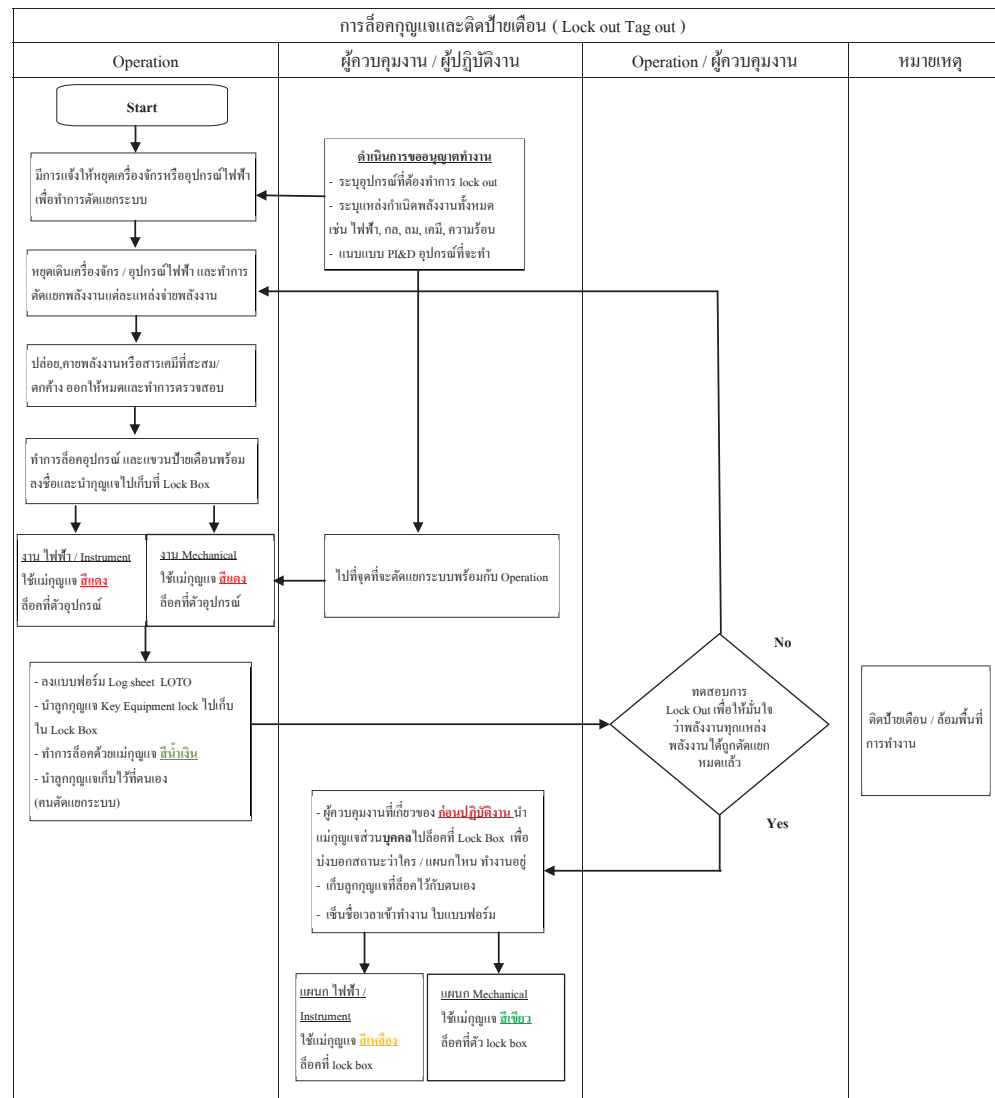 การล็อคกุญแจและติดป้ายเตือน ( Lock out Tag out )
Operation
ผู้ควบคุมงาน / ผู้ปฏิบัติงาน
Operation / ผู้ควบคุมงาน
หมายเหตุ
Start
มีการแจ้งให้หยุดเครื่องจักรหรืออุปกรณ์ไฟฟ้า
เพื่อทำการตัดแยกระบบ
ดำเนินการขออนุญาตทำงาน
- ระบุอุปกรณ์ที่ต้องทำการ lock out
- ระบุแหล่งกำเนิดพลังงานทั้งหมด
เช่น ไฟฟ้า, กล, ลม, เคมี, ความร้อน
- แนบแบบ PI&D อุปกรณ์ที่จะทำ
หยุดเดินเครื่องจักร / อุปกรณ์ไฟฟ้า และทำการ
ตัดแยกพลังงานแต่ละแหล่งจ่ายพลังงาน
ปล่อย,คายพลังงานหรือสารเคมีที่สะสม/
ตกค้าง ออกให้หมดและทำการตรวจสอบ
ทำการล็อคอุปกรณ์ และแขวนป้ายเตือนพร้อม
ลงชื่อและนำกุญแจไปเก็บที่ Lock Box
งาน ไฟฟ้า / Instrument
ใช้แม่กุญแจ สีแดง
ล็อคที่ตัวอุปกรณ์
งาน Mechanical
ใช้แม่กุญแจ สีแดง
ล็อคที่ตัวอุปกรณ์
ไปที่จุดที่จะตัดแยกระบบพร้อมกับ Operation
- ลงแบบฟอร์ม Log sheet LOTO
- นำลูกกุญแจ Key Equipment lock ไปเก็บ
ใน Lock Box
- ทำการล็อคด้วยแม่กุญแจ สีน้ำเงิน
- นำลูกกุญแจเก็บไว้ที่ตนเอง
(คนตัดแยกระบบ)
No
ทดสอบการ
Lock Out เพื่อให้มั่นใจ
ว่าพลังงานทุกแหล่ง
พลังงานได้ถูกตัดแยก
หมดแล้ว
Yes
ติดป้ายเตือน / ล้อมพื้นที่
การทำงาน
- ผู้ควบคุมงานที่เกี่ยวของ ก่อนปฏิบัติงาน นำ
แม่กุญแจส่วนบุคคลไปล็อคที่ Lock Box เพื่อ
บ่งบอกสถานะว่าใคร / แผนกไหน ทำงานอยู่
- เก็บลูกกุญแจที่ล็อคไว้กับตนเอง
- เซ็นชื่อเวลาเข้าทำงาน ใบแบบฟอร์ม
แผนก ไฟฟ้า /
Instrument
ใช้แม่กุญแจ สีเหลือง
ล็อคที่ lock box
แผนก Mechanical
ใช้แม่กุญแจ สีเขียว
ล็อคที่ตัว lock box